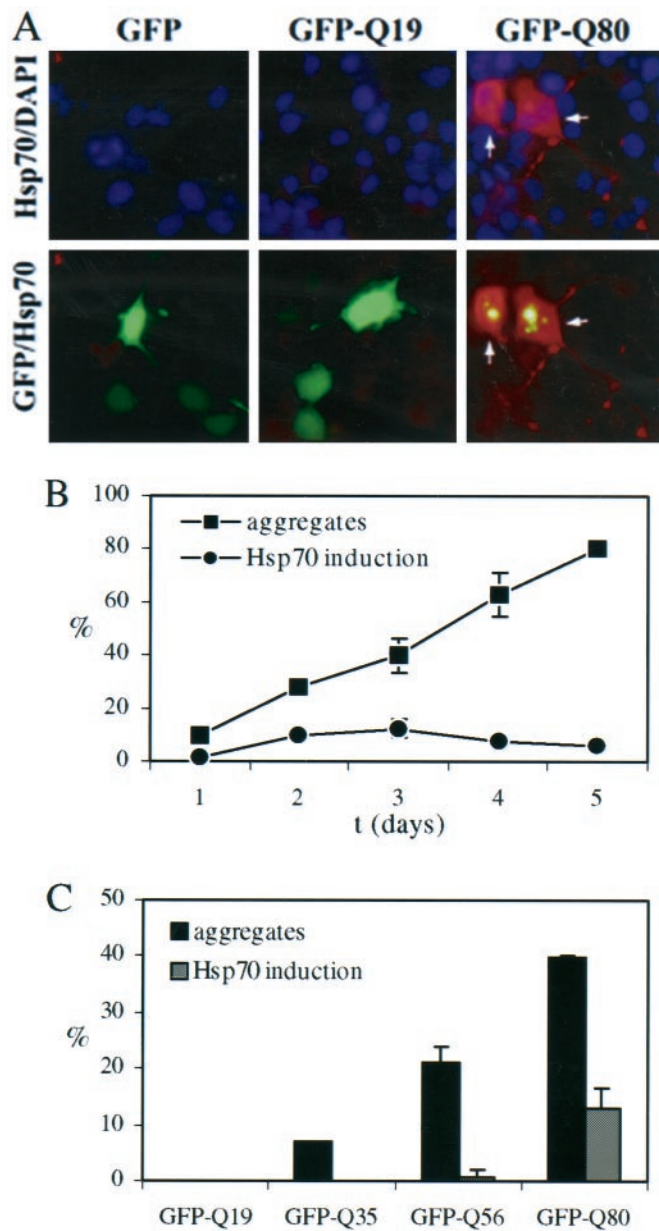 A
GFP GFP-Q19 GFP-Q80
Hsp70/DAPI
GFP/Hsp70
B
100
80
60
40
20
0
%
aggregates
Hsp70 induction
1 2 3 4 5
t (days)
C
50
40
30
20
10
0
%
aggregates
Hsp70 induction
GFP-Q19 GFP-Q35 GFP-Q56 GFP-Q80